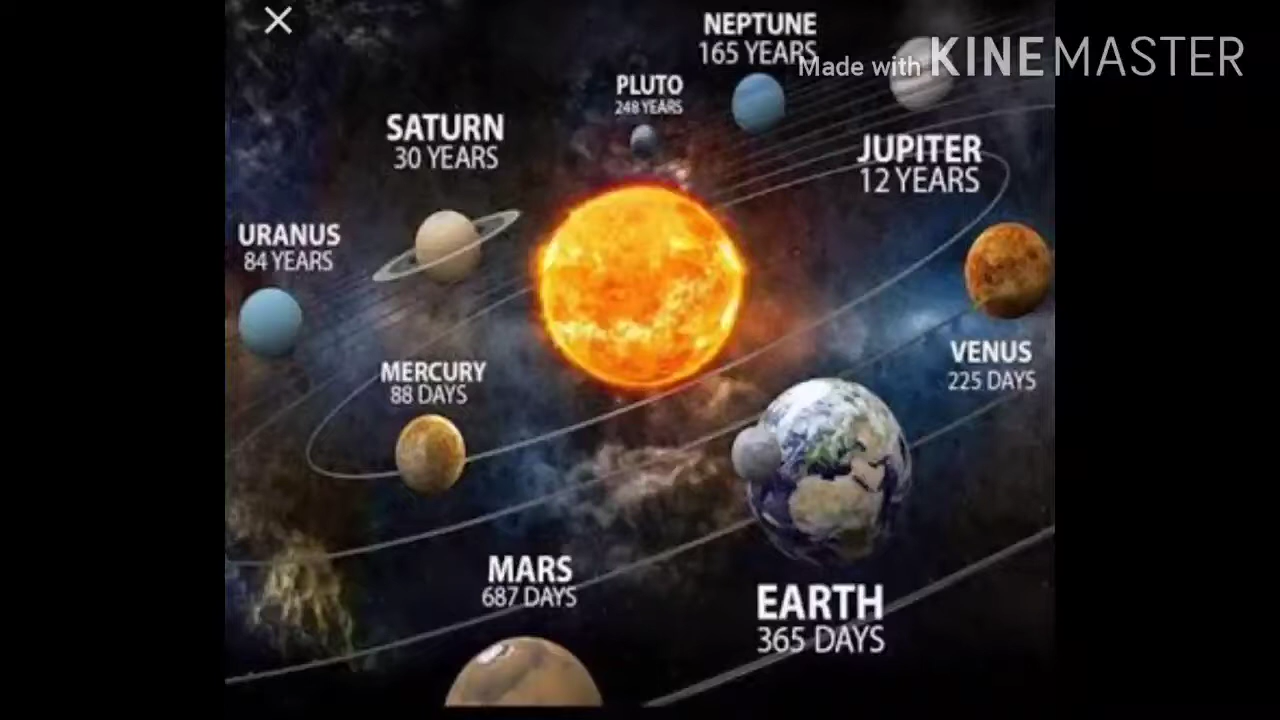 NEPTUNE
165 YEARS
Made with KINEMASTER
PLUTO
248 YEARS
SATURN
30 YEARS
JUPITER
12 YEARS
URANUS
84 YEARS
VENUS
225 DAYS
MERCURY
88 DAYS
MARS
687 DAYS
EARTH
365 DAYS